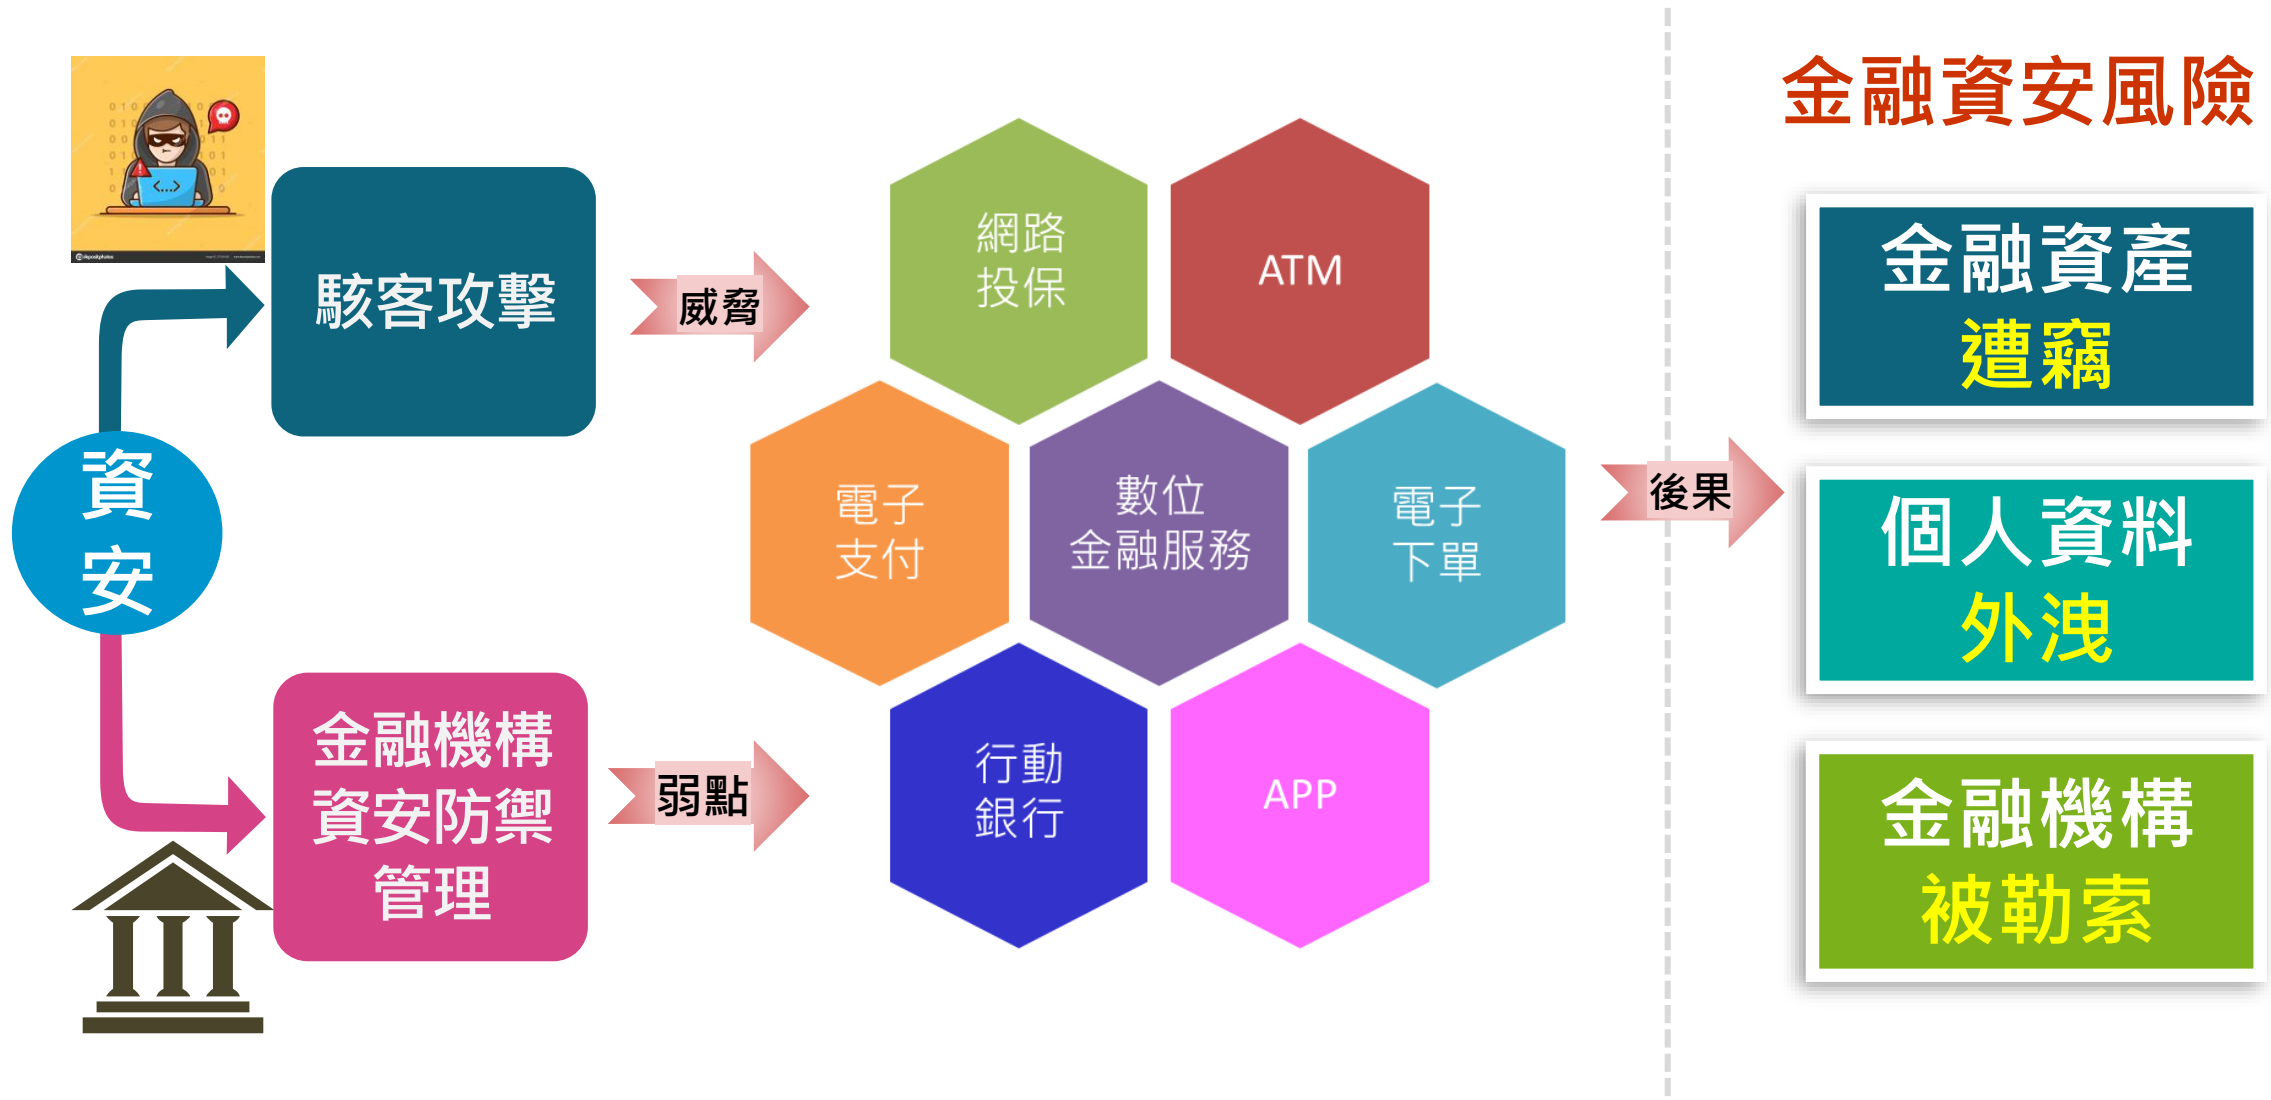 金融資安風險
駭客攻擊
威脅
資
安
金融機構
資安防禦
管理
弱點
網路
投保
ATM
電子
支付
數位
金融服務
電子
下單
行動
銀行
APP
後果
金融資產
遭竊
個人資料
外洩
金融機構
被勒索
depositphotos